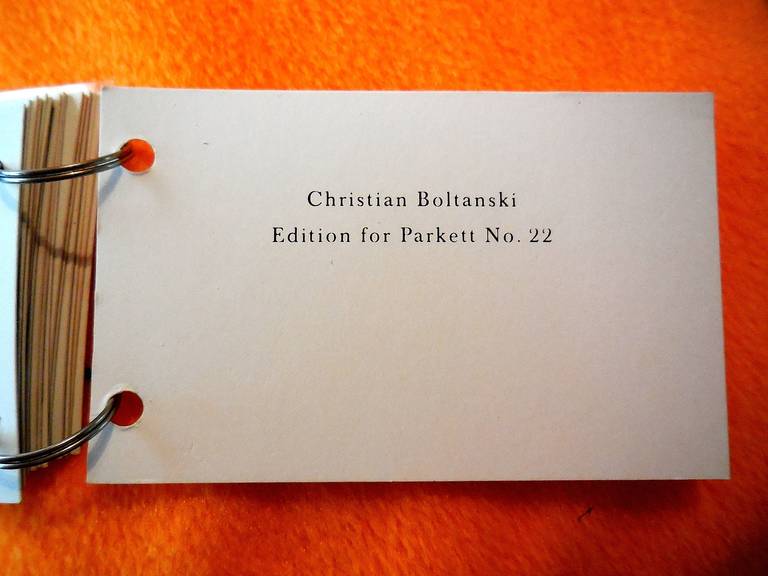 Christian Boltanski
Edition for Parkett No. 22